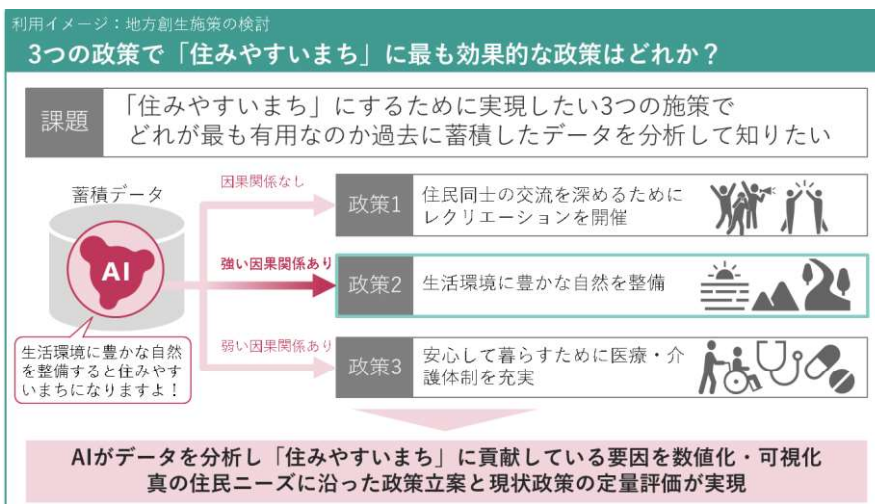 利用イメージ：地方創生施策の検討
3つの政策で「住みやすいまち」に最も効果的な政策はどれか？
課題
「住みやすいまち」にするために実現したい3つの施策で
どれが最も有用なのか過去に蓄積したデータを分析して知りたい
蓄積データ
AI
生活環境に豊かな自然
を整備すると住みやす
いまちになりますよ！
因果関係なし
政策1
住民同士の交流を深めるために
レクリエーションを開催
強い因果関係あり
政策2
生活環境に豊かな自然を整備
弱い因果関係あり
政策3
安心して暮らすために医療・介
護体制を充実
AIがデータを分析し「住みやすいまち」に貢献している要因を数値化・可視化
真の住民ニーズに沿った政策立案と現状政策の定量評価が実現